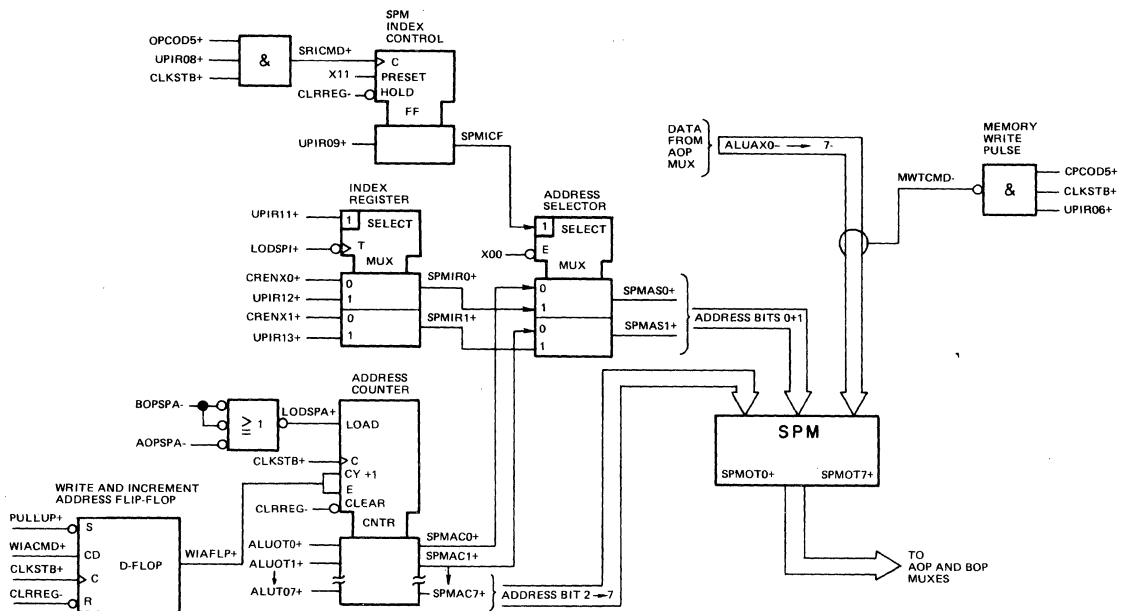 SPM
INDEX
CONTROL
OPCOD5+
UPIR08+
CLKSTB+
&
SRICMD+
X11
CLRREG-
C
PRESET
HOLD
FF
UPIR09+
SPMICF
DATA
FROM
AOP
MUX
ALUAX0- → 7-
MEMORY
WRITE
PULSE
MWTCMD-
&
CPCOD5+
CLKSTB+
UPIR06+
INDEX
REGISTER
UPIR11+
1 SELECT
LODSPI+
T
MUX
CRENX0+
0
UPIR12+
1
CRENX1+
0
UPIR13+
1
SPMIR0+
SPMIR1+
ADDRESS
SELECTOR
1 SELECT
X00
E
MUX
0
1
0
1
SPMAS0+
SPMAS1+
ADDRESS BITS 0+1
ADDRESS
COUNTER
BOPSPA-
AOPSPA-
≥ 1
LODSPA+
LOAD
CLKSTB+
C
CY +1
E
CLRREG-
CLEAR
CNTR
ALUOT0+
ALUOT1+
ALUT07+
SPMAC0+
SPMAC1+
SPMAC7+
ADDRESS BIT 2 → 7
SPM
SPMOT0+ SPMOT7+
TO
AOP AND BOP
MUXES
WRITE AND INCREMENT
ADDRESS FLIP-FLOP
PULLUP+
S
WIACMD+
CD
CLKSTB+
C
CLRREG-
R
D-FLOP
WIAFLP+